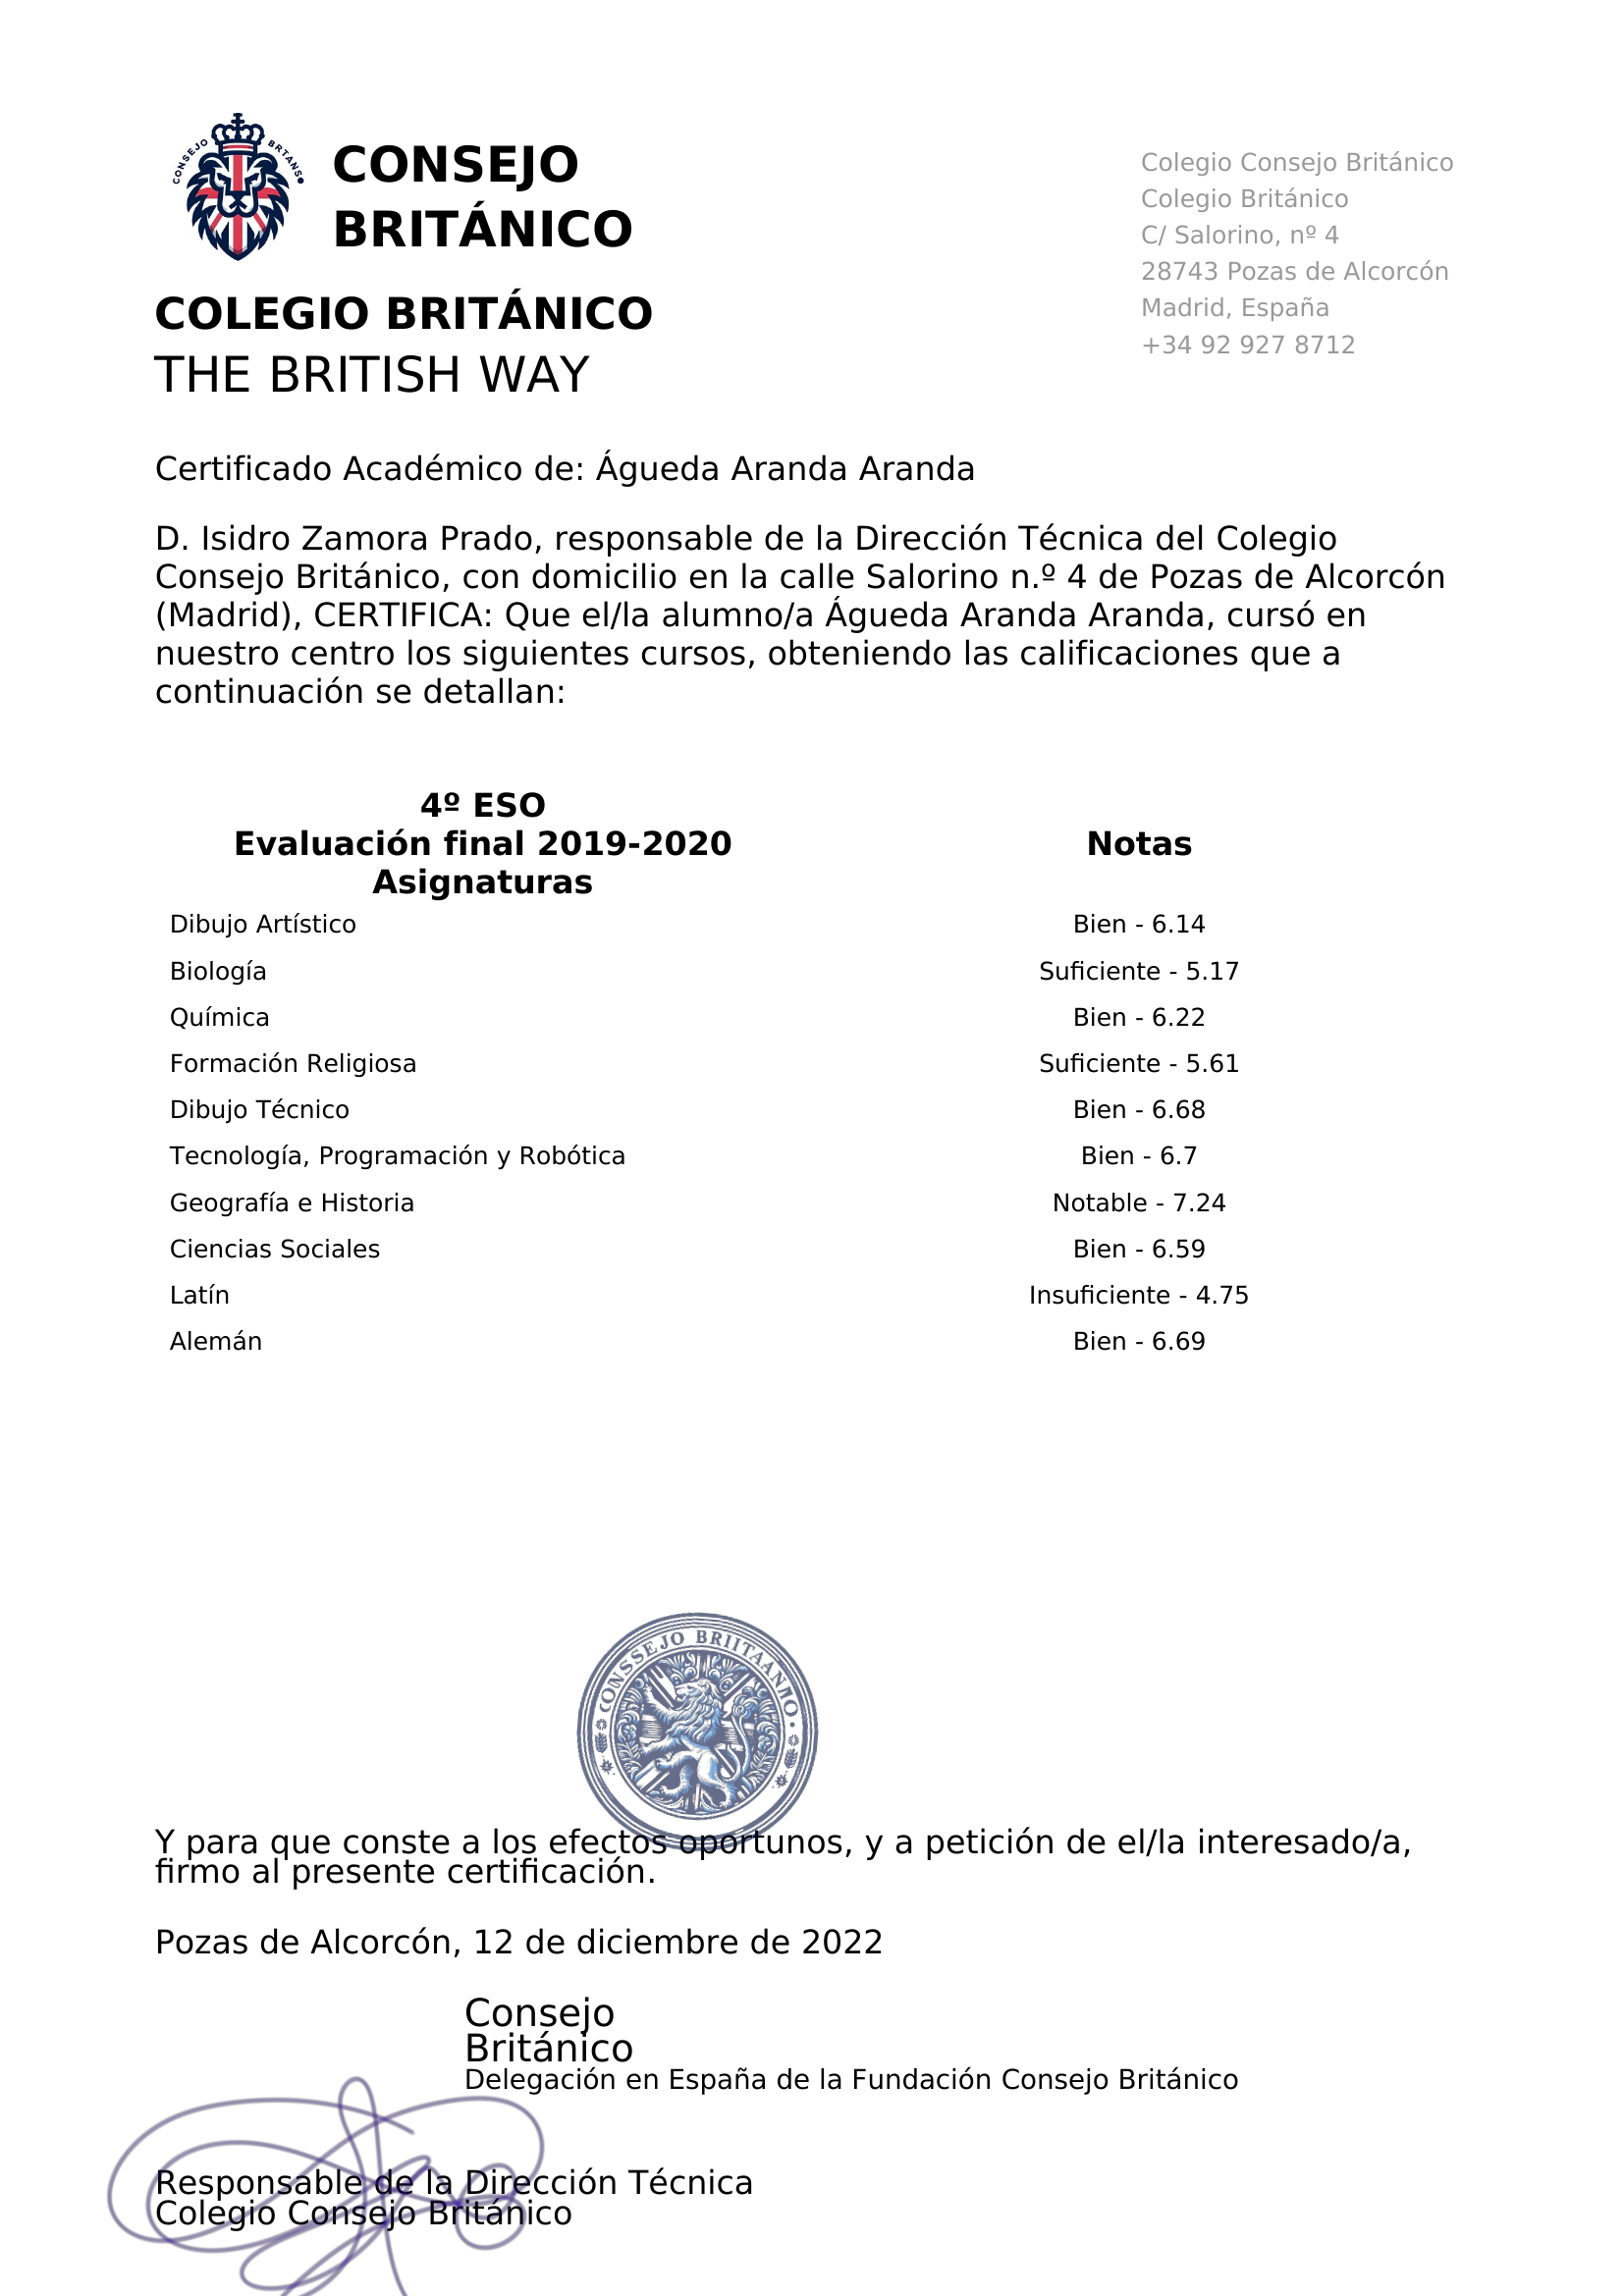 CONSEJO BRTANS
CONSEJO
BRITÁNICO
COLEGIO BRITÁNICO
THE BRITISH WAY
Colegio Consejo Británico
Colegio Británico
C/ Salorino, nº 4
28743 Pozas de Alcorcón
Madrid, España
+34 92 927 8712
Certificado Académico de: Águeda Aranda Aranda
D. Isidro Zamora Prado, responsable de la Dirección Técnica del Colegio
Consejo Británico, con domicilio en la calle Salorino n.º 4 de Pozas de Alcorcón
(Madrid), CERTIFICA: Que el/la alumno/a Águeda Aranda Aranda, cursó en
nuestro centro los siguientes cursos, obteniendo las calificaciones que a
continuación se detallan:
4º ESO
Evaluación final 2019-2020 Notas
Asignaturas
Dibujo Artístico Bien - 6.14
Biología Suficiente - 5.17
Química Bien - 6.22
Formación Religiosa Suficiente - 5.61
Dibujo Técnico Bien - 6.68
Tecnología, Programación y Robótica Bien - 6.7
Geografía e Historia Notable - 7.24
Ciencias Sociales Bien - 6.59
Latín Insuficiente - 4.75
Alemán Bien - 6.69
CONSSEJO BRIITAANIO
Y para que conste a los efectos oportunos, y a petición de el/la interesado/a,
firmo al presente certificación.
Pozas de Alcorcón, 12 de diciembre de 2022
Consejo
Británico
Delegación en España de la Fundación Consejo Británico
Responsable de la Dirección Técnica
Colegio Consejo Británico